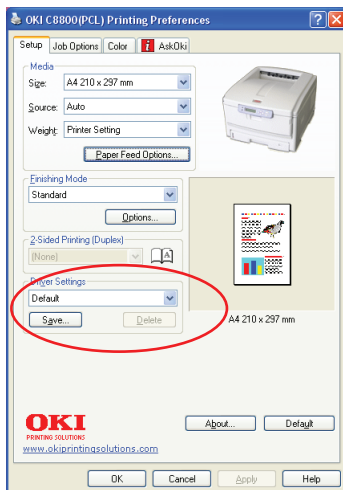 OKI C8800(PCL) Printing Preferences
Setup Job Options Color i AskOki
Media
Size: A4 210 x 297 mm
Source: Auto
Weight: Printer Setting
Paper Feed Options...
Finishing Mode
Standard
Options...
2-Sided Printing (Duplex)
(None)
A
Driver Settings
Default
Save... Delete
A4 210 x 297 mm
OKI
PRINTING SOLUTIONS
www.okiprintingsolutions.com
About... Default
OK Cancel Apply Help